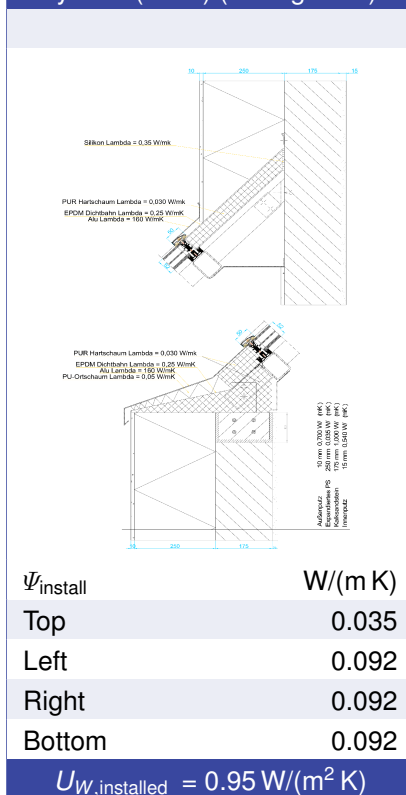 10 250 175 15
Silikon Lambda = 0,35 W/mk
PUR Hartschaum Lambda = 0,030 W/mk
EPDM Dichtbahn Lambda = 0,25 W/mK
Alu Lambda = 160 W/mK
PUR Hartschaum Lambda = 0,030 W/mk
EPDM Dichtbahn Lambda = 0,25 W/mK
Alu Lambda = 160 W/mK
PU-Ortschaum Lambda = 0,05 W/mK
Außenputz 10 mm 0,700 W/ (mK)
Expandiertes PS 250 mm 0,035 W/ (mK)
Kalksandstein 175 mm 1,000 W/ (mK)
Innenputz 15 mm 0,540 W/ (mK)
10 250 175
Ψinstall W/(m K)
Top 0.035
Left 0.092
Right 0.092
Bottom 0.092
UW,installed = 0.95 W/(m² K)